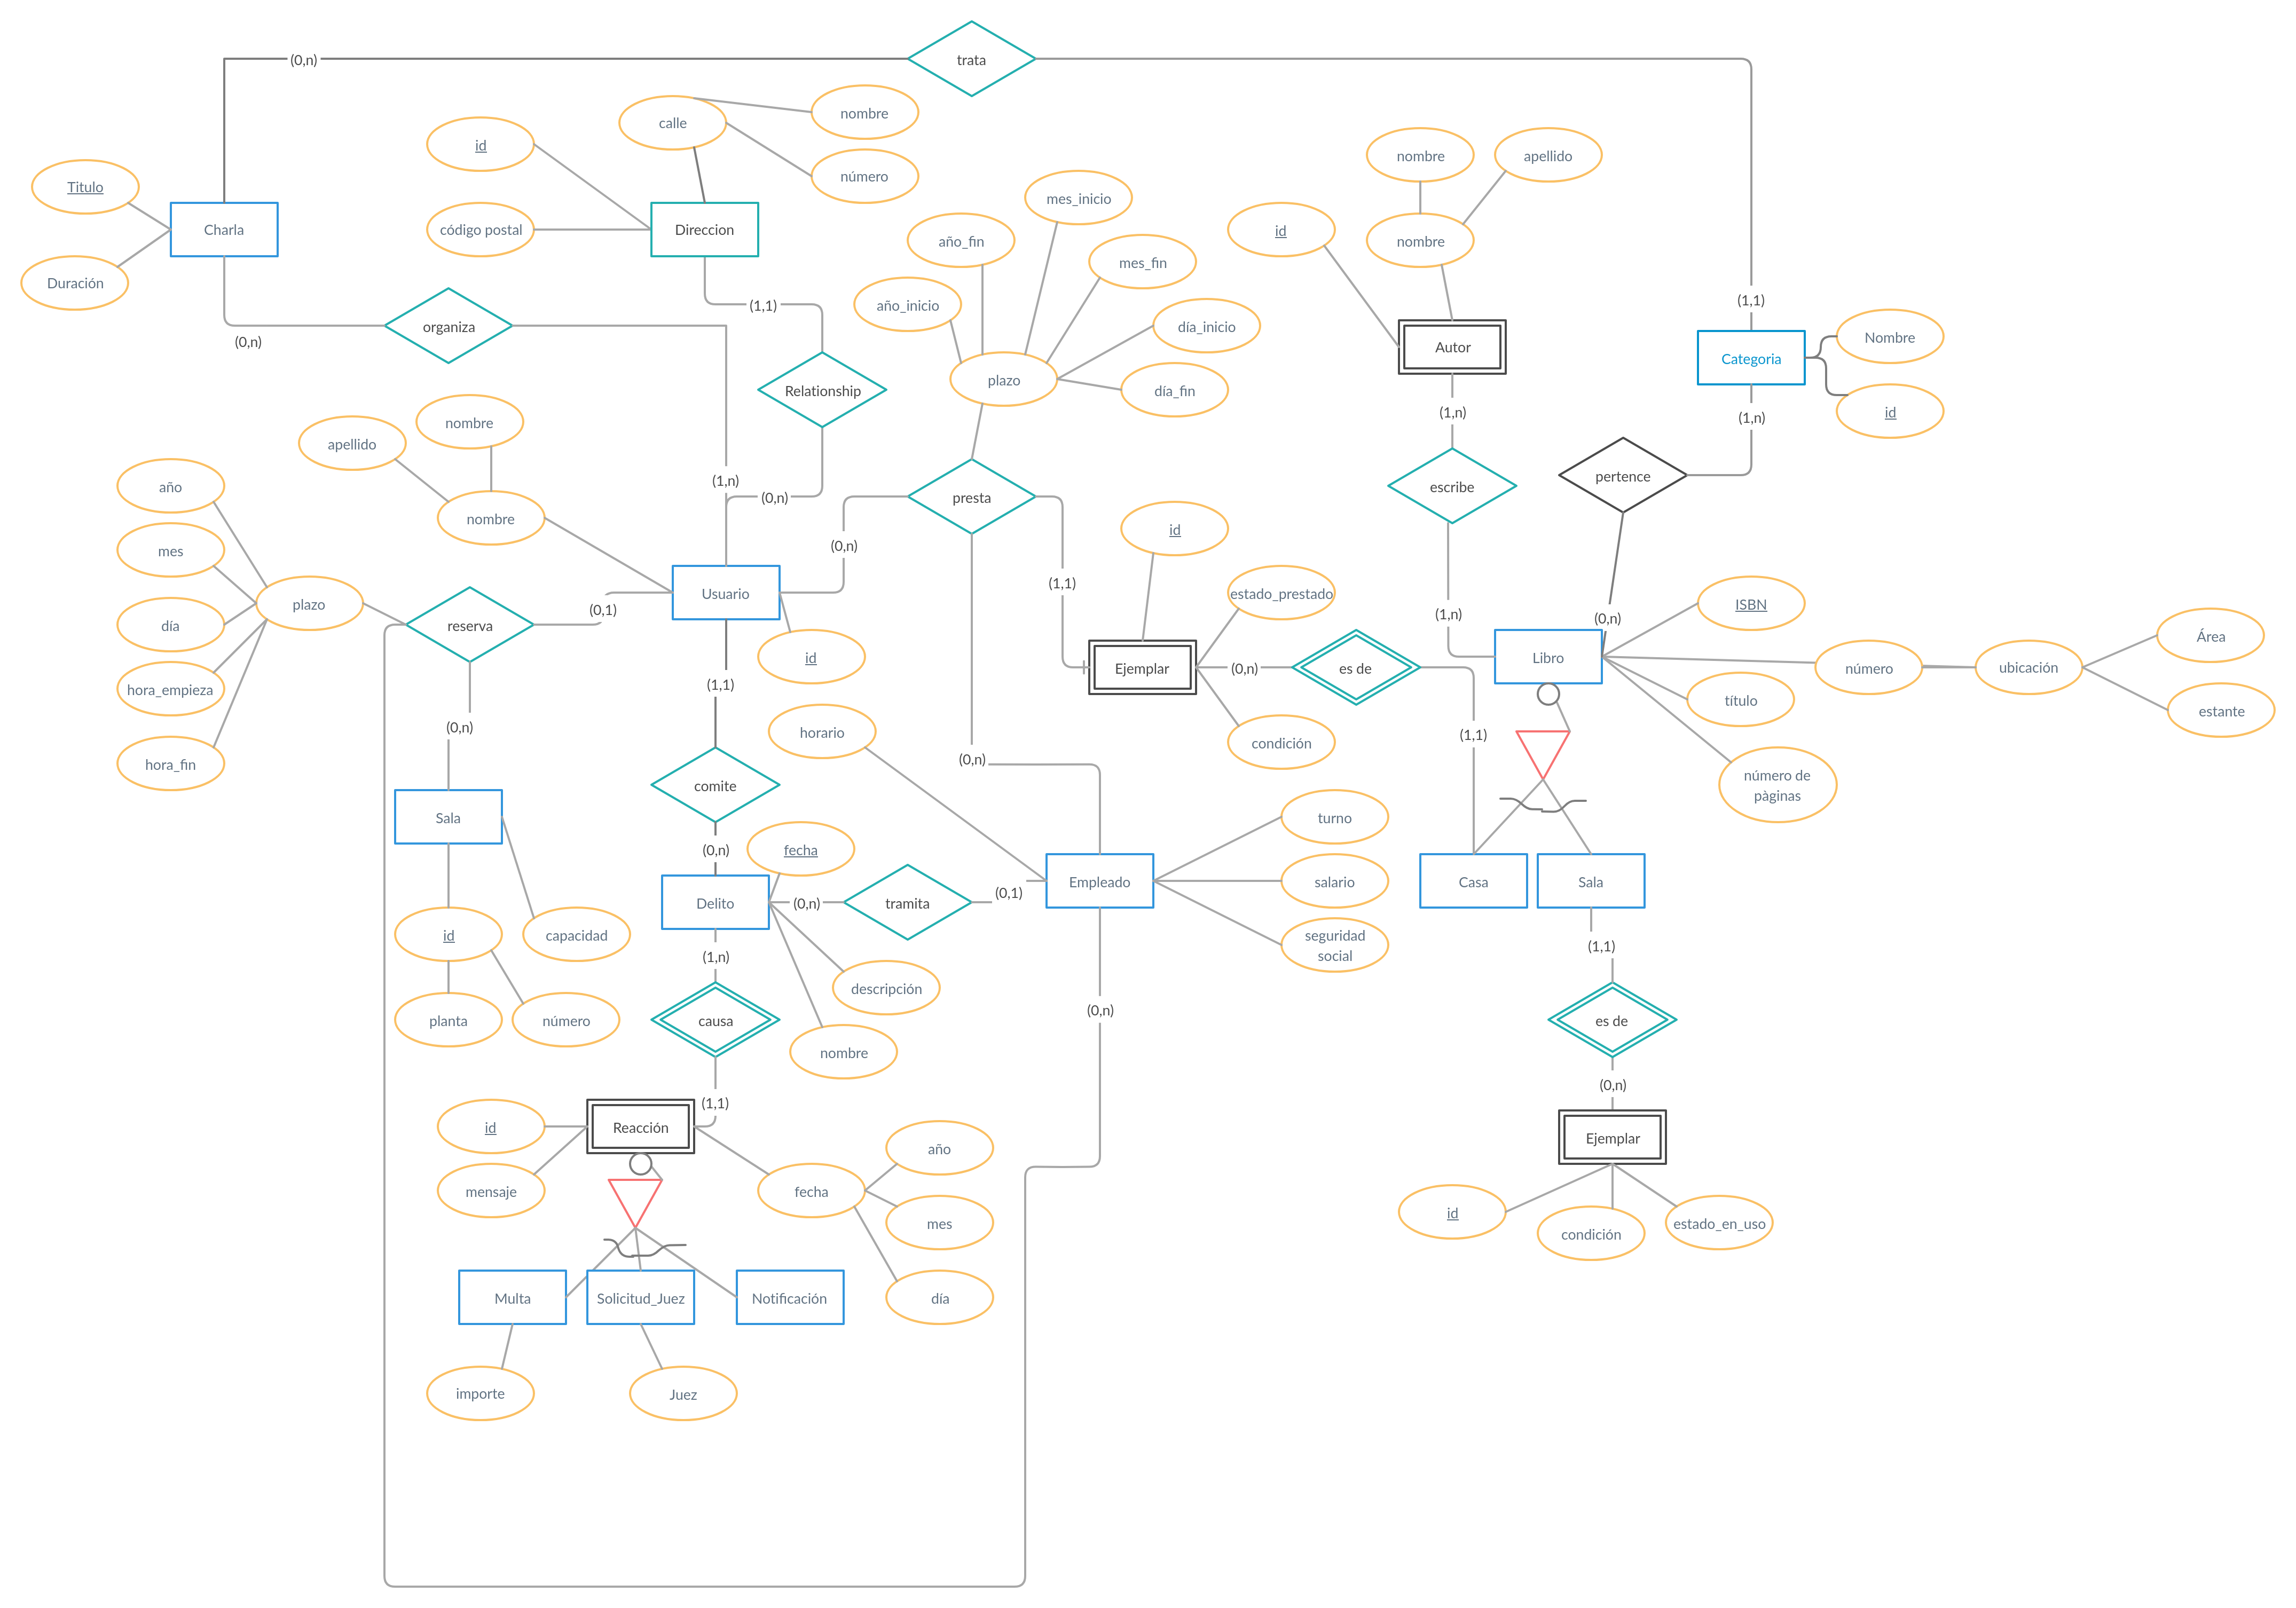 trata
(0,n)
calle
nombre
número
id
código postal
Direccion
Titulo
Charla
Duración
(1,1)
organiza
(0,n)
Relationship
mes_inicio
año_fin
mes_fin
año_inicio
día_inicio
plazo
día_fin
nombre
apellido
id
nombre
Autor
(1,1)
Nombre
Categoria
id
(1,n)
(1,n)
pertence
escribe
apellido
nombre
nombre
(1,n)
(0,n)
presta
(0,n)
año
mes
plazo
día
hora_empieza
hora_fin
reserva
(0,1)
Usuario
id
(1,1)
id
estado_prestado
Ejemplar
(0,n)
es de
condición
(1,n)
(0,n)
Libro
ISBN
número
ubicación
Área
estante
título
número de
pàginas
(1,1)
(0,n)
(1,1)
horario
(0,n)
comite
Sala
(0,n)
fecha
turno
Empleado
salario
seguridad
social
Casa
Sala
Delito
(0,n)
tramita
(0,1)
id
capacidad
(1,n)
descripción
(1,1)
planta
número
causa
nombre
(0,n)
es de
(0,n)
(1,1)
id
Reacción
mensaje
fecha
año
mes
día
Ejemplar
id
condición
estado_en_uso
Multa
Solicitud_Juez
Notificación
importe
Juez